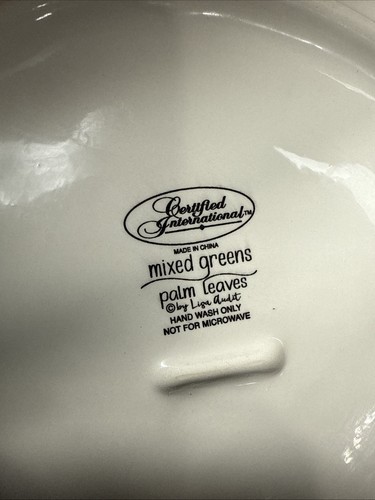 Certified
International™
MADE IN CHINA
mixed greens
palm leaves
©by Lisa Audit
HAND WASH ONLY
NOT FOR MICROWAVE